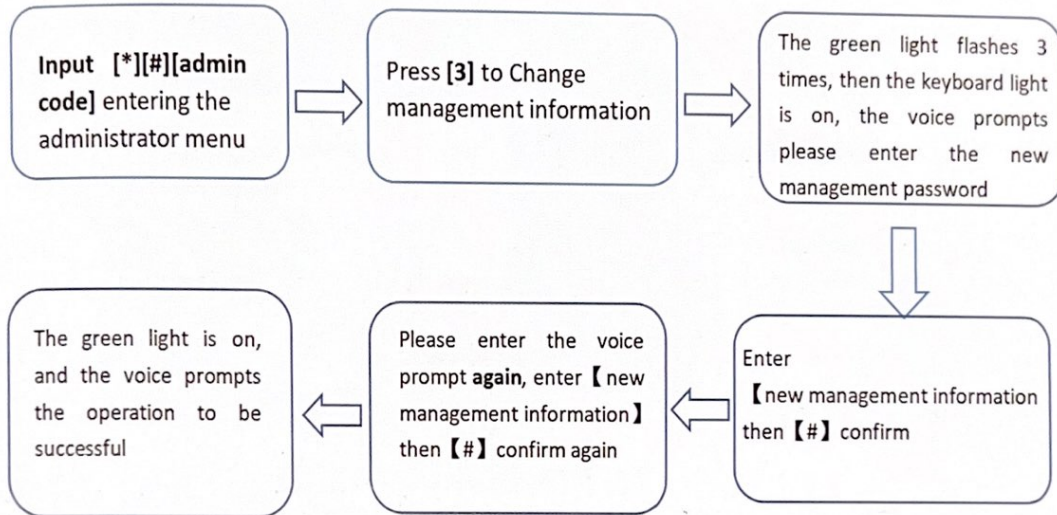 Input [*][#][admin
code] entering the
administrator menu
Press [3] to Change
management information
The green light flashes 3
times, then the keyboard light
is on, the voice prompts
please enter the new
management password
Enter
【new management information
then【#】confirm
Please enter the voice
prompt again, enter【new
management information】
then【#】confirm again
The green light is on,
and the voice prompts
the operation to be
successful